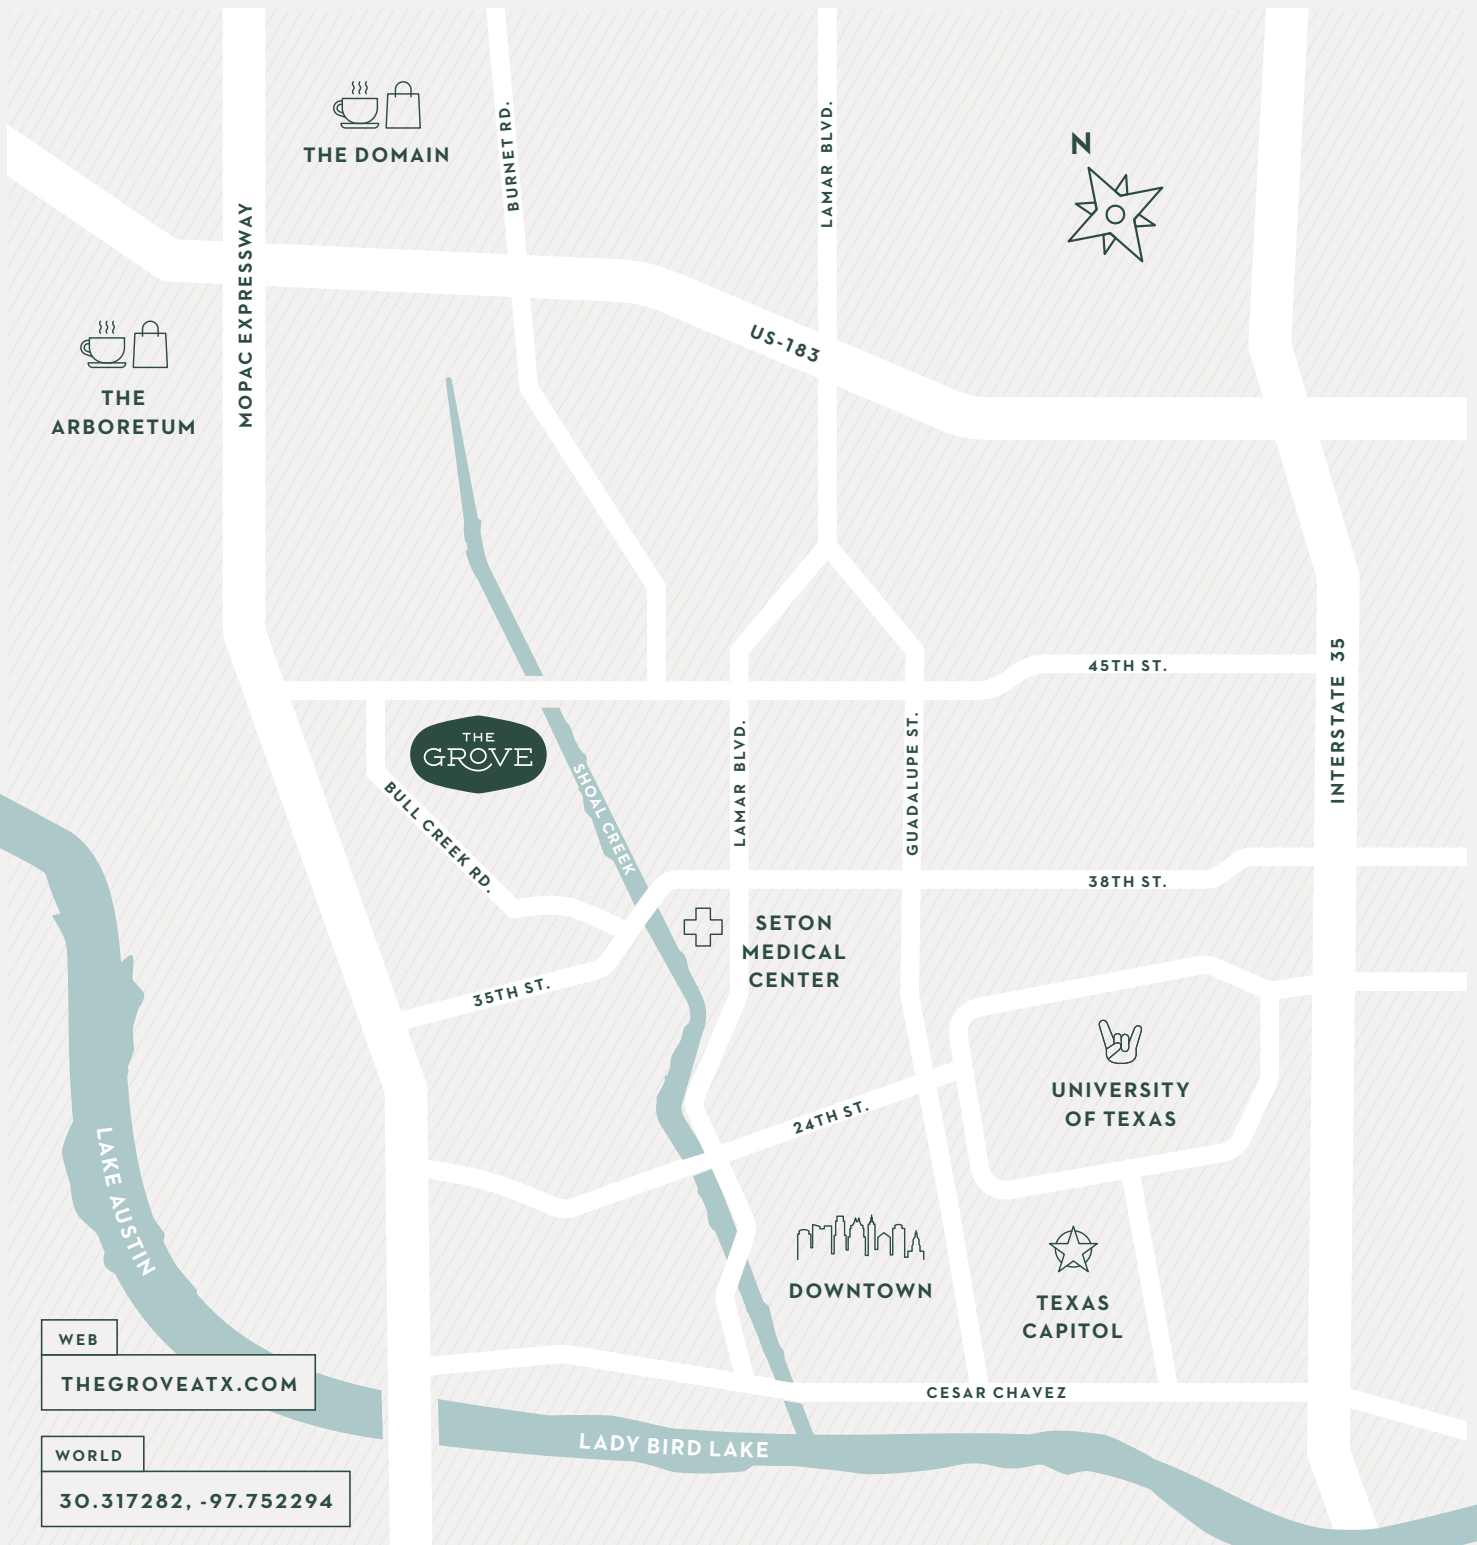 THE DOMAIN
BURNET RD.
LAMAR BLVD.
N
MOPAC EXPRESSWAY
US-183
THE
ARBORETUM
45TH ST.
INTERSTATE 35
THE
GROVE
SHOAL CREEK
LAMAR BLVD.
GUADALUPE ST.
BULL CREEK RD.
38TH ST.
SETON
MEDICAL
CENTER
35TH ST.
UNIVERSITY
OF TEXAS
24TH ST.
LAKE AUSTIN
DOWNTOWN
TEXAS
CAPITOL
WEB
THEGROVEATX.COM
CESAR CHAVEZ
LADY BIRD LAKE
WORLD
30.317282, -97.752294